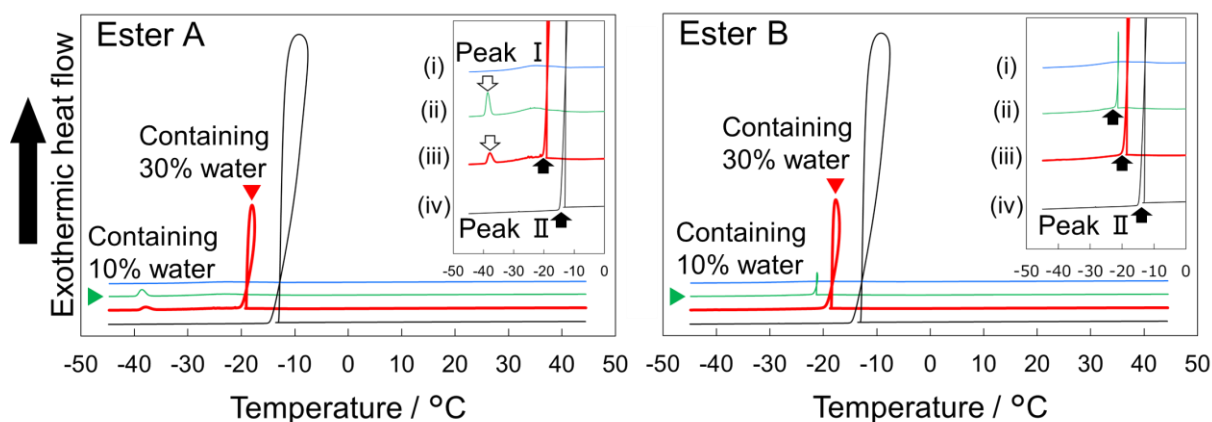 Exothermic heat flow
Ester A
Containing
30% water
Containing
10% water
Peak I
(i)
(ii)
(iii)
(iv)
Peak II
-50 -40 -30 -20 -10 0
-50 -40 -30 -20 -10 0 10 20 30 40 50
Temperature / °C
Ester B
Containing
30% water
Containing
10% water
(i)
(ii)
(iii)
(iv)
Peak II
-50 -40 -30 -20 -10 0
-50 -40 -30 -20 -10 0 10 20 30 40 50
Temperature / °C